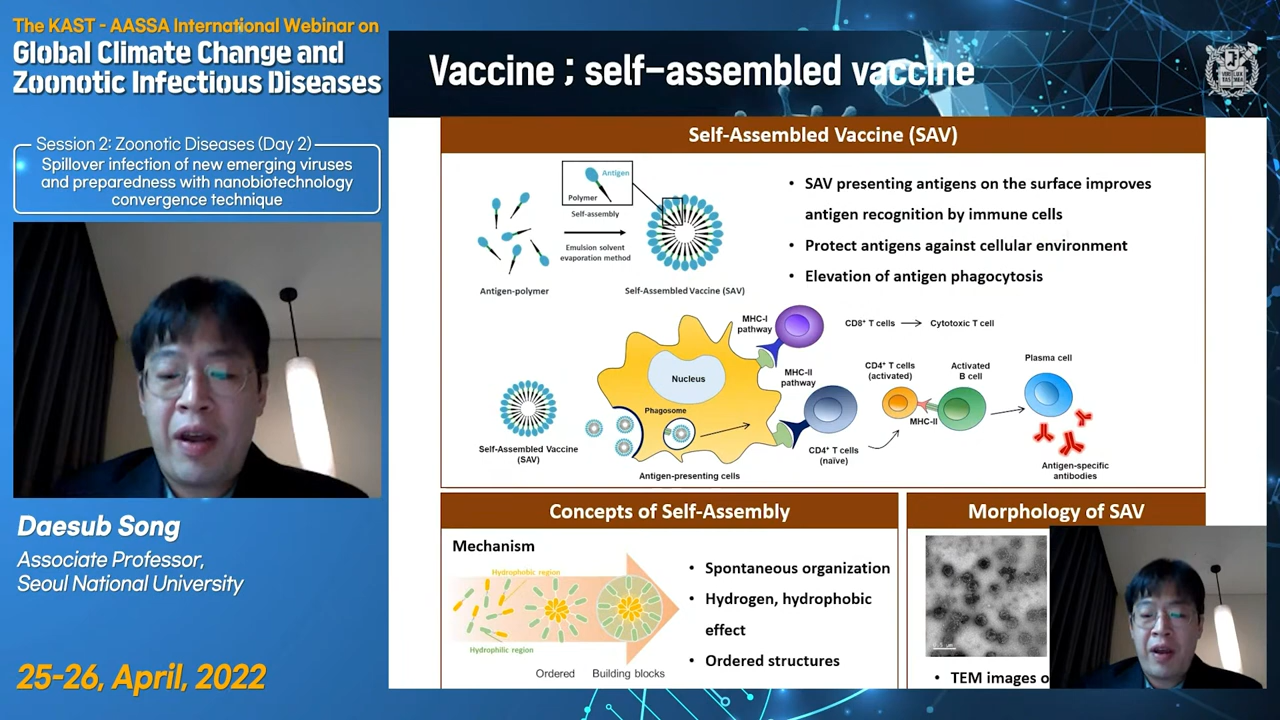 The KAST - AASSA International Webinar on
Global Climate Change and
Zoonotic Infectious Diseases
Session 2: Zoonotic Diseases (Day 2)
Spillover infection of new emerging viruses
and preparedness with nanobiotechnology
convergence technique
Daesub Song
Associate Professor,
Seoul National University
25-26, April, 2022
Vaccine ; self-assembled vaccine
Self-Assembled Vaccine (SAV)
Antigen
Polymer
Self-assembly
Emulsion solvent
evaporation method
Antigen-polymer
Self-Assembled Vaccine (SAV)
• SAV presenting antigens on the surface improves
antigen recognition by immune cells
• Protect antigens against cellular environment
• Elevation of antigen phagocytosis
MHC-I
pathway
CD8⁺ T cells
Cytotoxic T cell
Nucleus
MHC-II
pathway
CD4⁺ T cells
(activated)
Activated
B cell
Plasma cell
Phagosome
MHC-II
Self-Assembled Vaccine
(SAV)
CD4⁺ T cells
(naïve)
Antigen-presenting cells
Antigen-specific
antibodies
Concepts of Self-Assembly
Mechanism
Hydrophobic region
Hydrophilic region
Ordered
Building blocks
• Spontaneous organization
• Hydrogen, hydrophobic
effect
• Ordered structures
Morphology of SAV
• TEM images o